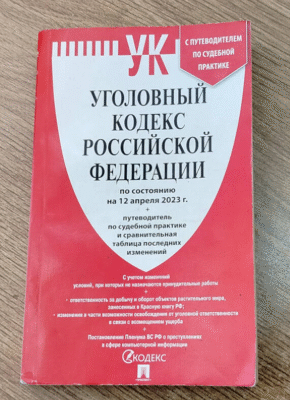 УК
С ПУТЕВОДИТЕЛЕМ
ПО СУДЕБНОЙ
ПРАКТИКЕ
УГОЛОВНЫЙ
КОДЕКС
РОССИЙСКОЙ
ФЕДЕРАЦИИ
по состоянию
на 12 апреля 2023 г.
+
путеводитель
по судебной практике
и сравнительная
таблица последних
изменений
С учетом изменений
условий, при которых не назначаются принудительные работы
+
ответственность за добычу и оборот объектов растительного мира,
занесенных в Красную книгу РФ;
изменения в части возможности освобождения от уголовной ответственности
в связи с возмещением ущерба
+
Постановление Пленума ВС РФ о преступлениях
в сфере компьютерной информации
КОДЕКС